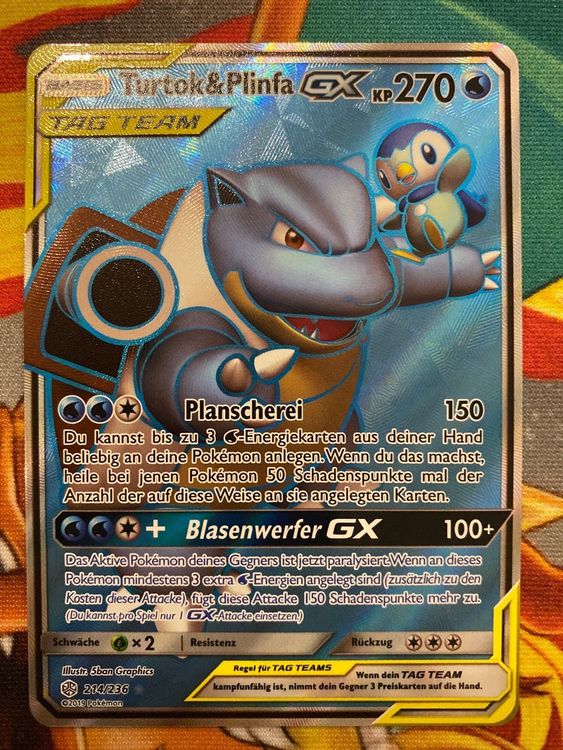 BASIS Turtok&Plinfa GX KP270
TAG TEAM
Planscherei 150
Du kannst bis zu 3 -Energiekarten aus deiner Hand
beliebig an deine Pokémon anlegen. Wenn du das machst,
heile bei jenen Pokémon 50 Schadenspunkte mal der
Anzahl der auf diese Weise an sie angelegten Karten.
+ Blasenwerfer GX 100+
Das Aktive Pokémon deines Gegners ist jetzt paralysiert. Wenn an dieses
Pokémon mindestens 3 extra -Energien angelegt sind (zusätzlich zu den
Kosten dieser Attacke), fügt diese Attacke 150 Schadenspunkte mehr zu.
(Du kannst pro Spiel nur 1 GX-Attacke einsetzen.)
Schwäche ×2 Resistenz Rückzug
Illustr. 5ban Graphics
214/236
©2019 Pokémon
Regel für TAG TEAMS Wenn dein TAG TEAM
kampfunfähig ist, nimmt dein Gegner 3 Preiskarten auf die Hand.